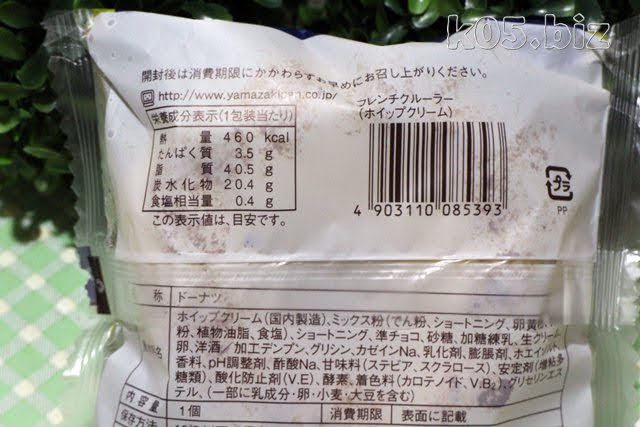 k05.biz
開封後は消費期限にかかわらずお早めにお召し上がりください。
http://www.yamazakipan.co.jp/
栄養成分表示(1包装当たり)
熱量 460 kcal
たんぱく質 3.5 g
脂質 40.5 g
炭水化物 20.4 g
食塩相当量 0.4 g
この表示値は、目安です。
フレンチクルーラー
(ホイップクリーム)
4 903110 085393
プラ
PP
称 ドーナツ
ホイップクリーム(国内製造)、ミックス粉(でん粉、ショートニング、卵黄粉、
粉、植物油脂、食塩)、ショートニング、準チョコ、砂糖、加糖練乳、生クリーム、
卵、洋酒/加工デンプン、グリシン、カゼインNa、乳化剤、膨脹剤、ホエイソルト、
香料、pH調整剤、酢酸Na、甘味料(ステビア、スクラロース)、安定剤(増粘多
糖類)、酸化防止剤(V.E)、酵素、着色料(カロテノイド、V.B₂)、グリセリンエス
テル、(一部に乳成分・卵・小麦・大豆を含む)
内容量 1個 消費期限 表面に記載
保存方法